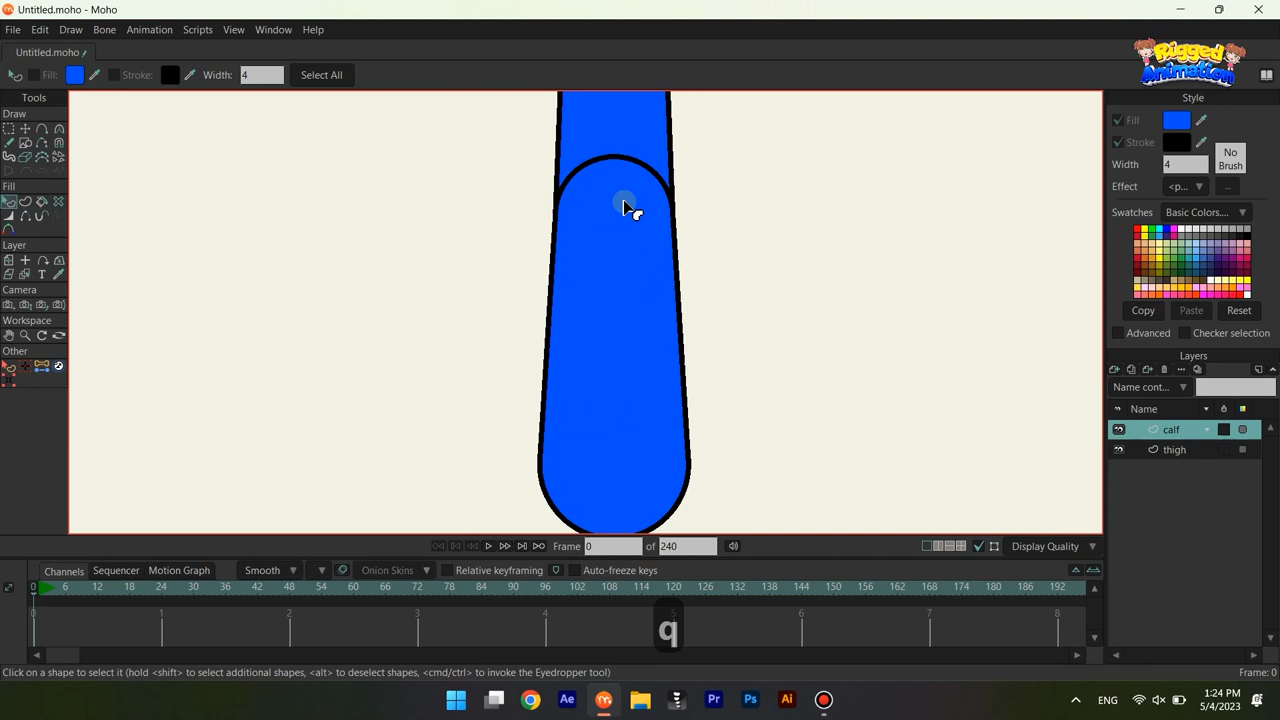 Untitled.moho - Moho
File Edit Draw Bone Animation Scripts View Window Help
Untitled.moho
Rigged Animation
Fill: Stroke: Width: 4 Select All
Tools
Draw
Fill
Layer
Camera
Workspace
Other
Style
Fill
Stroke
Width 4
No Brush
Effect <p... ...
Swatches Basic Colors....
Copy Paste Reset
Advanced Checker selection
Layers
Name cont...
Name
calf
thigh
Frame 0 of 240 Display Quality
Channels Sequencer Motion Graph Smooth Onion Skins Relative keyframing Auto-freeze keys
0 6 12 18 24 30 36 42 48 54 60 66 72 78 84 90 96 102 108 114 120 126 132 138 144 150 156 162 168 174 180 186 192
0 1 2 3 4 5 6 7 8
q
Click on a shape to select it (hold <shift> to select additional shapes, <alt> to deselect shapes, <cmd/ctrl> to invoke the Eyedropper tool) Frame: 0
Ae Pr Ps Ai
ENG
1:24 PM
5/4/2023